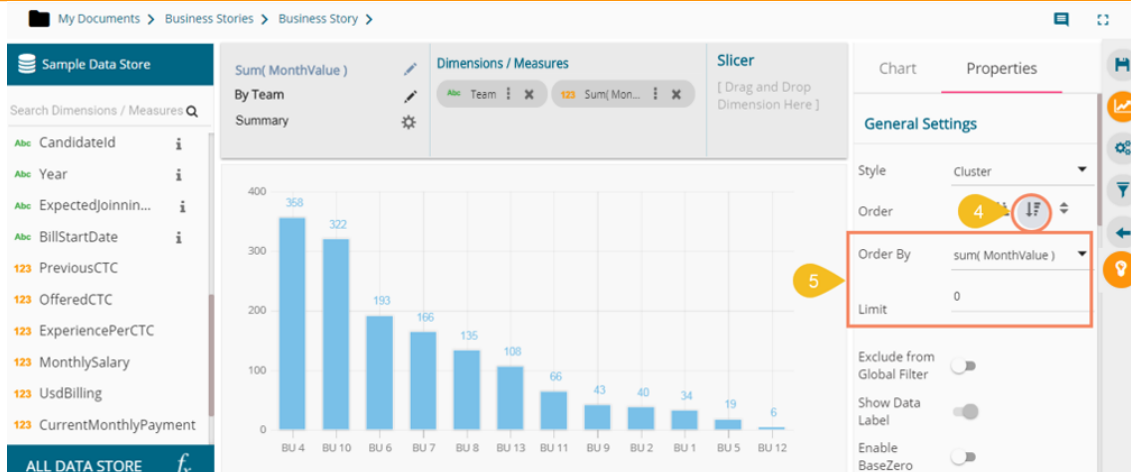 My Documents > Business Stories > Business Story >
Sample Data Store
Search Dimensions / Measures
Abc CandidateId i
Abc Year i
Abc ExpectedJoinnin... i
Abc BillStartDate i
123 PreviousCTC
123 OfferedCTC
123 ExperiencePerCTC
123 MonthlySalary
123 UsdBilling
123 CurrentMonthlyPayment
ALL DATA STORE fx
Sum( MonthValue )
By Team
Summary
Dimensions / Measures
Abc Team
123 Sum( Mon...
Slicer
[ Drag and Drop
Dimension Here ]
400
300
200
100
0
358
322
193
166
135
108
66
43
40
34
19
6
BU 4
BU 10
BU 6
BU 7
BU 8
BU 13
BU 11
BU 9
BU 2
BU 1
BU 5
BU 12
Chart
Properties
General Settings
Style
Cluster
Order
4
5
Order By
sum( MonthValue )
Limit
0
Exclude from
Global Filter
Show Data
Label
Enable
BaseZero